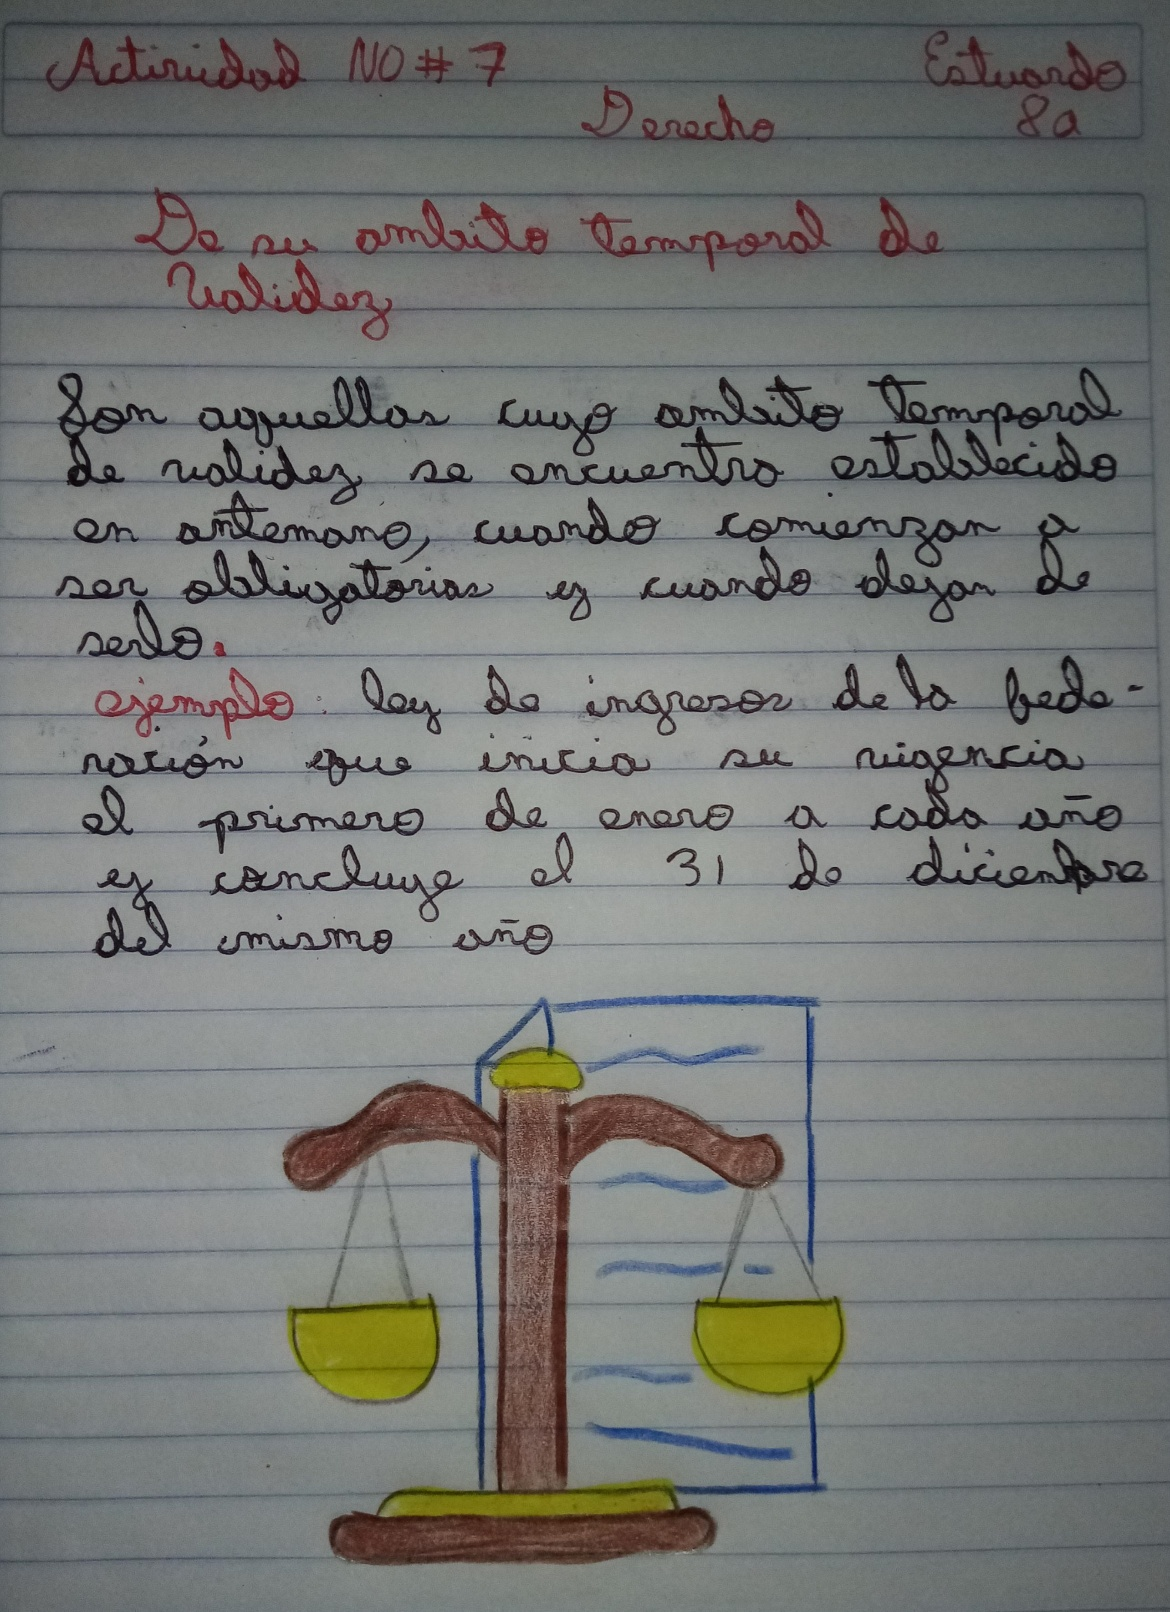 Actividad NO # 7 Estuardo
Derecho 8a
De su ambito temporal de
Validez
Son aquellas cuyo ambito temporal
de validez se encuentra establecido
en antemano, cuando comienzan a
ser obligatorias y cuando dejan de
serlo.
ejemplo: ley de ingresos de la fede-
ración que inicia su vigencia
el primero de enero a cada año
y concluye el 31 de diciembre
del mismo año